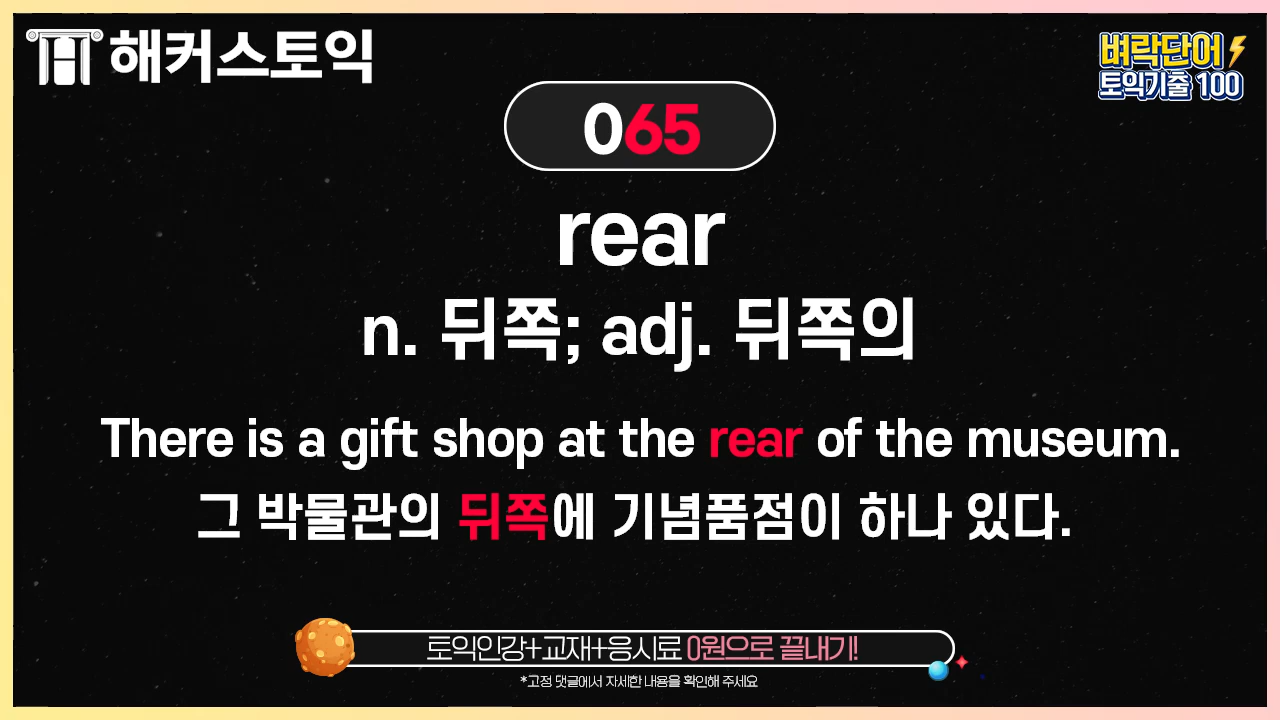 해커스토익
벼락단어
토익기출 100
065
rear
n. 뒤쪽; adj. 뒤쪽의
There is a gift shop at the rear of the museum.
그 박물관의 뒤쪽에 기념품점이 하나 있다.
토익인강+교재+응시료 0원으로 끝내기!
*고정 댓글에서 자세한 내용을 확인해 주세요